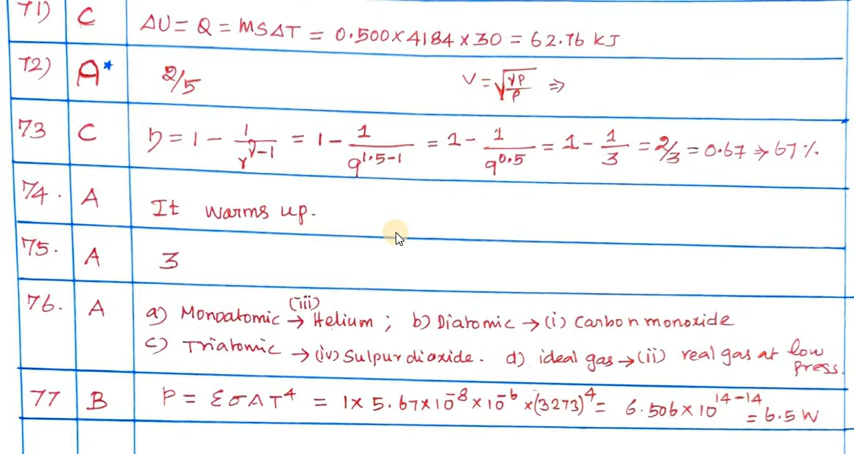 71) C ΔU = Q = MSΔT = 0.500×4184×30 = 62.76 KJ
72) A* 2/5 V = √(γP/ρ) ⇒
73 C η = 1 - 1/r^(γ-1) = 1 - 1/9^(1.5-1) = 1 - 1/9^0.5 = 1 - 1/3 = 2/3 = 0.67 ⇒ 67%
74. A It warms up.
75. A 3
76. A a) Monoatomic → (iii) Helium ; b) Diatomic → (i) Carbon monoxide
c) Triatomic → (iv) Sulpur dioxide. d) ideal gas → (ii) real gas at low press.
77 B P = εσAT⁴ = 1× 5.67×10⁻⁸ × 10⁻⁶ × (3273)⁴ = 6.506×10¹⁴⁻¹⁴ = 6.5 W